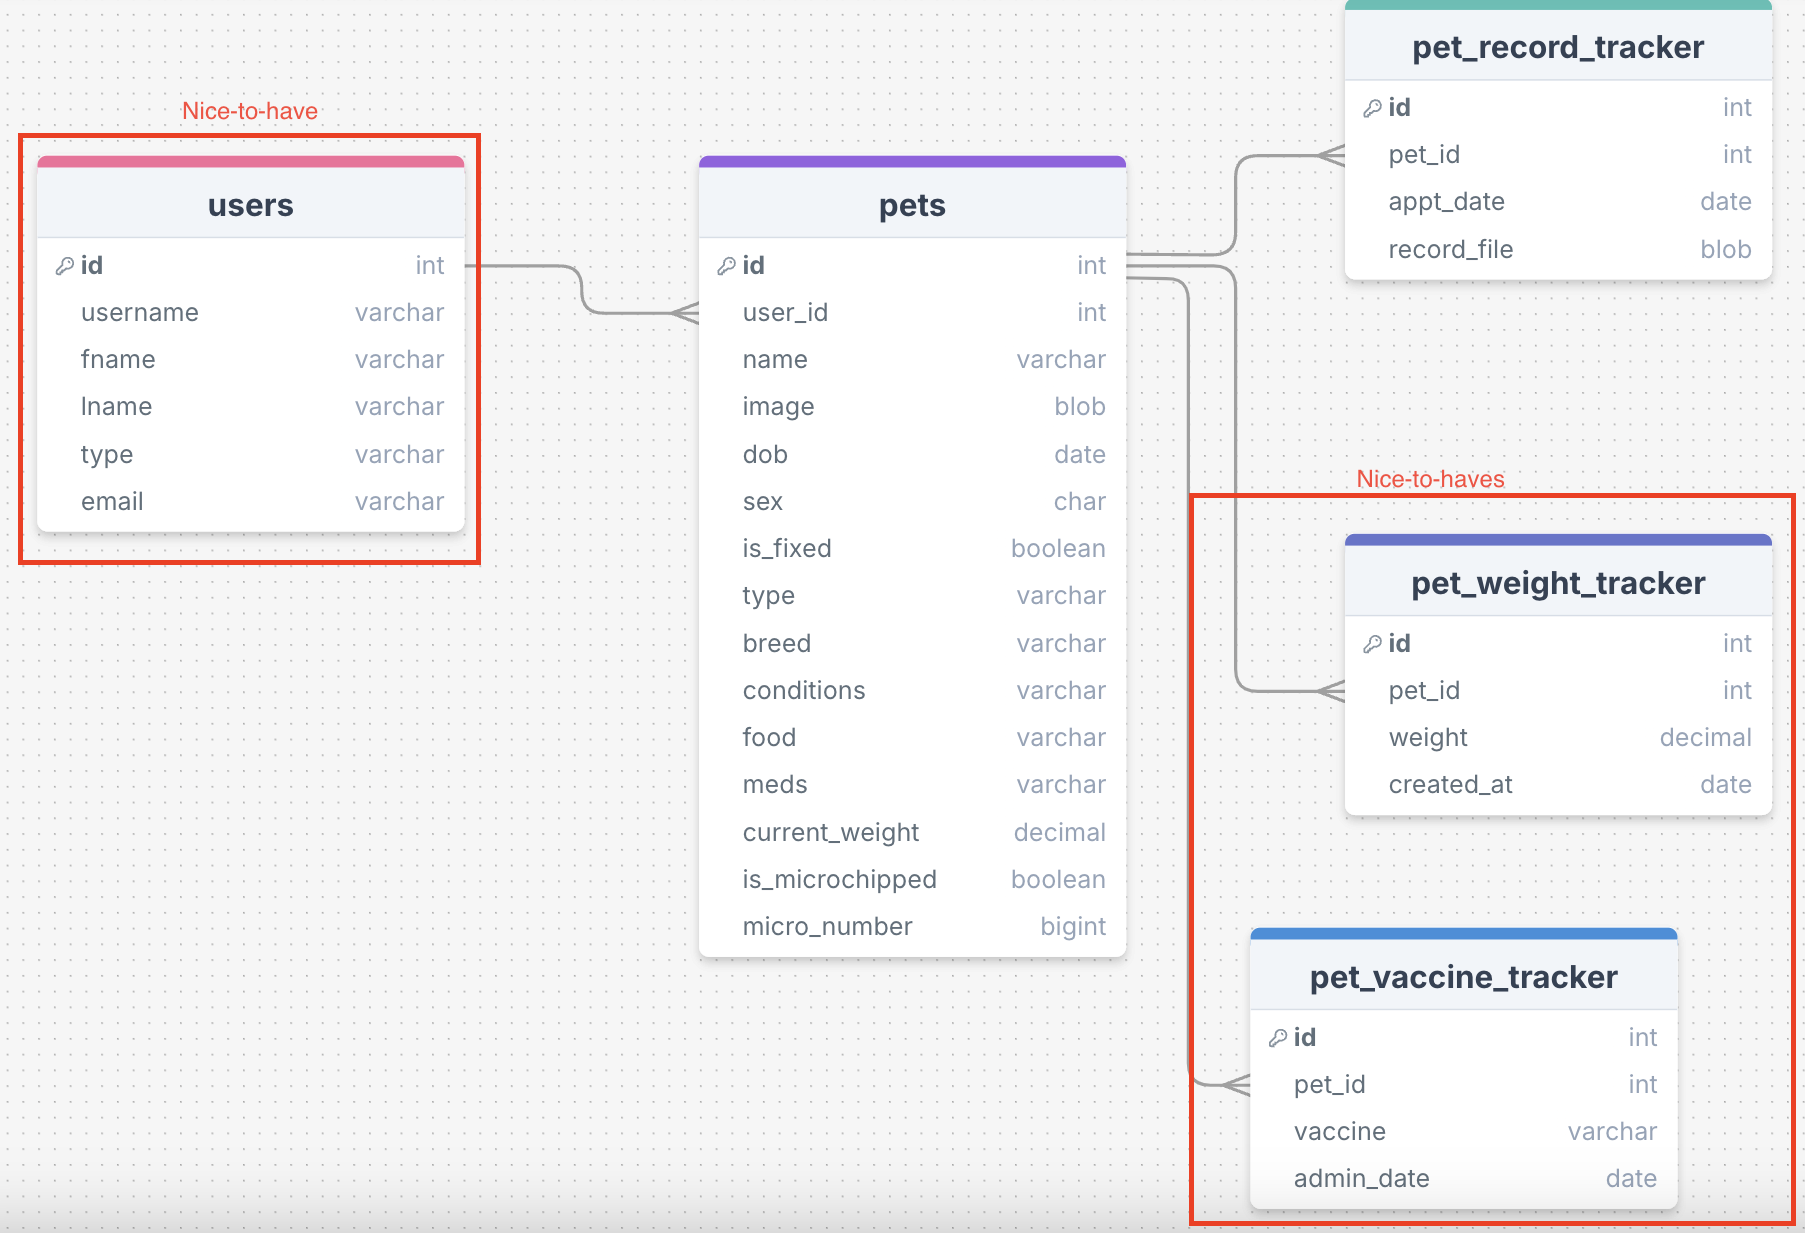 Nice-to-have
users
id int
username varchar
fname varchar
lname varchar
type varchar
email varchar
pets
id int
user_id int
name varchar
image blob
dob date
sex char
is_fixed boolean
type varchar
breed varchar
conditions varchar
food varchar
meds varchar
current_weight decimal
is_microchipped boolean
micro_number bigint
pet_record_tracker
id int
pet_id int
appt_date date
record_file blob
Nice-to-haves
pet_weight_tracker
id int
pet_id int
weight decimal
created_at date
pet_vaccine_tracker
id int
pet_id int
vaccine varchar
admin_date date